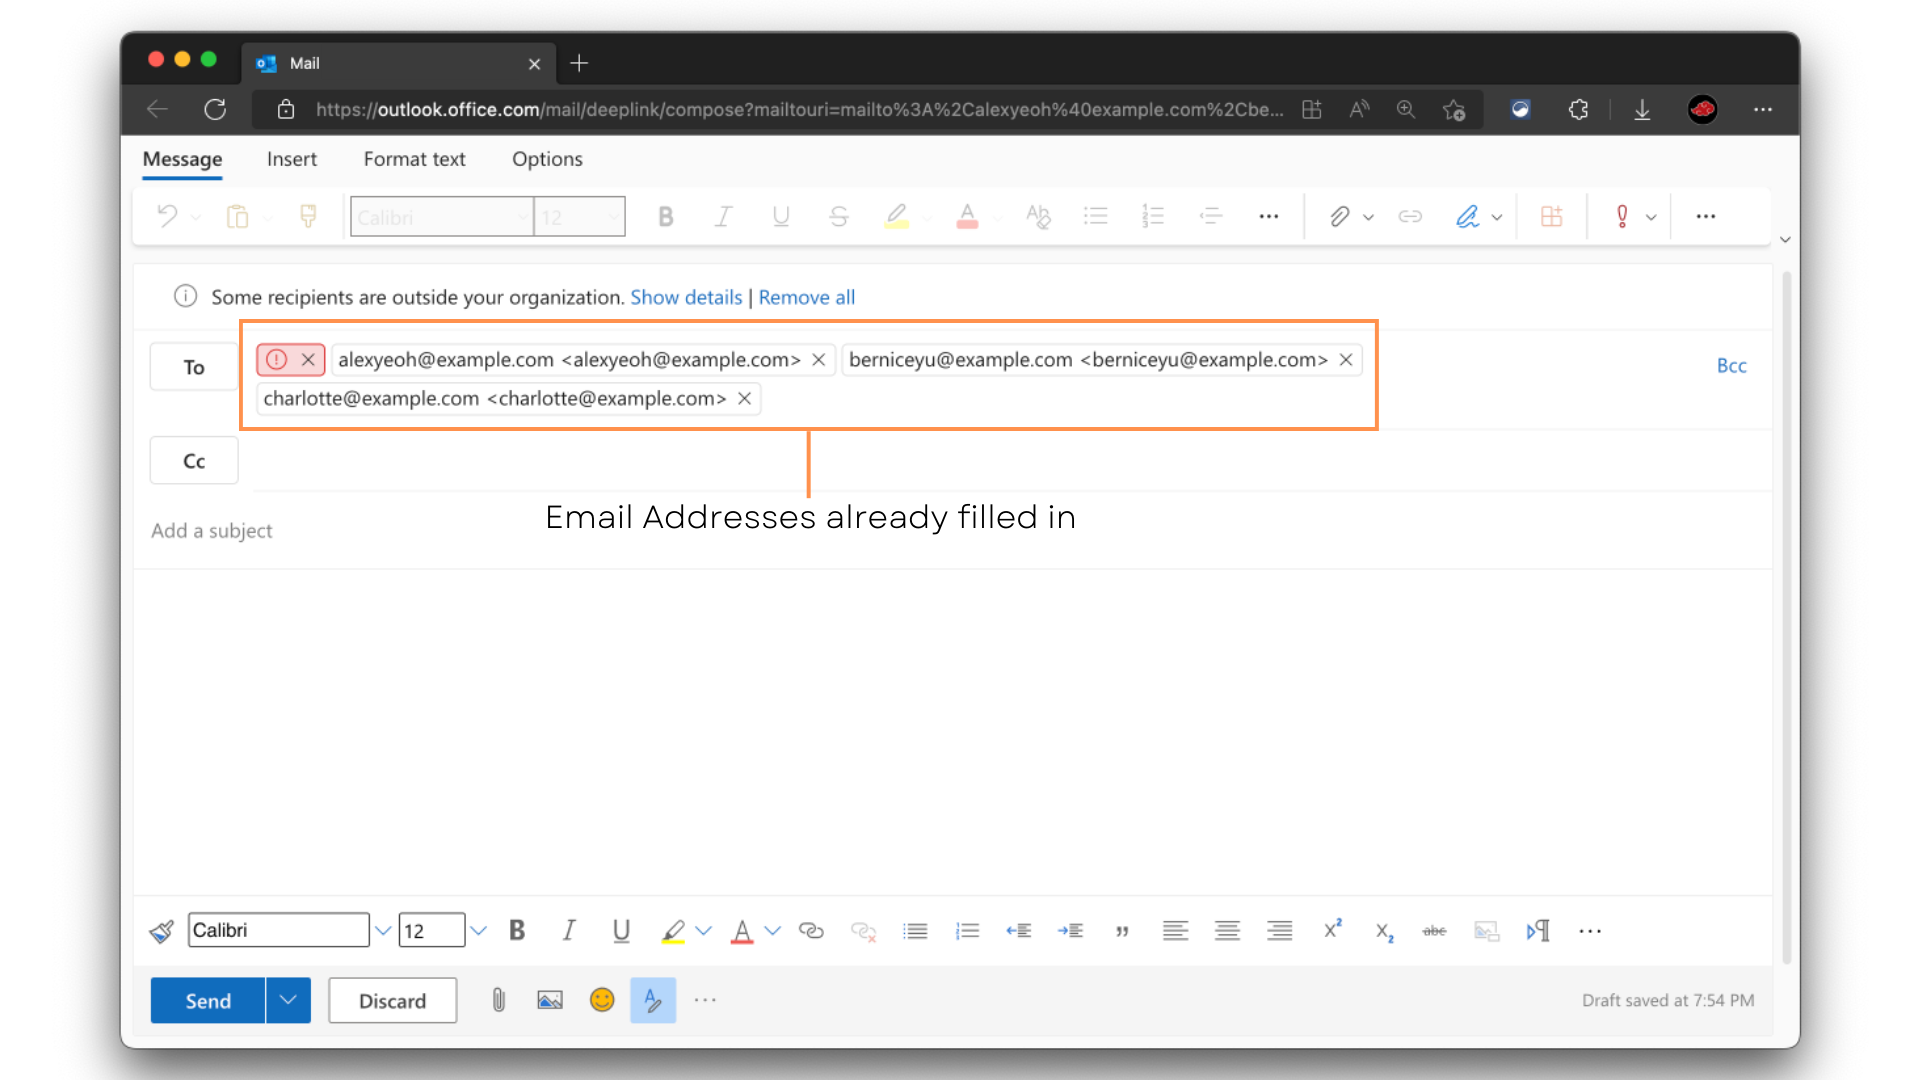 Mail
https://outlook.office.com/mail/deeplink/compose?mailtouri=mailto%3A%2Calexyeoh%40example.com%2Cbe...
Message Insert Format text Options
Calibri 12
Some recipients are outside your organization. Show details | Remove all
To alexyeoh@example.com <alexyeoh@example.com> berniceyu@example.com <berniceyu@example.com> Bcc
charlotte@example.com <charlotte@example.com>
Cc
Email Addresses already filled in
Add a subject
Calibri 12
Send Discard Draft saved at 7:54 PM